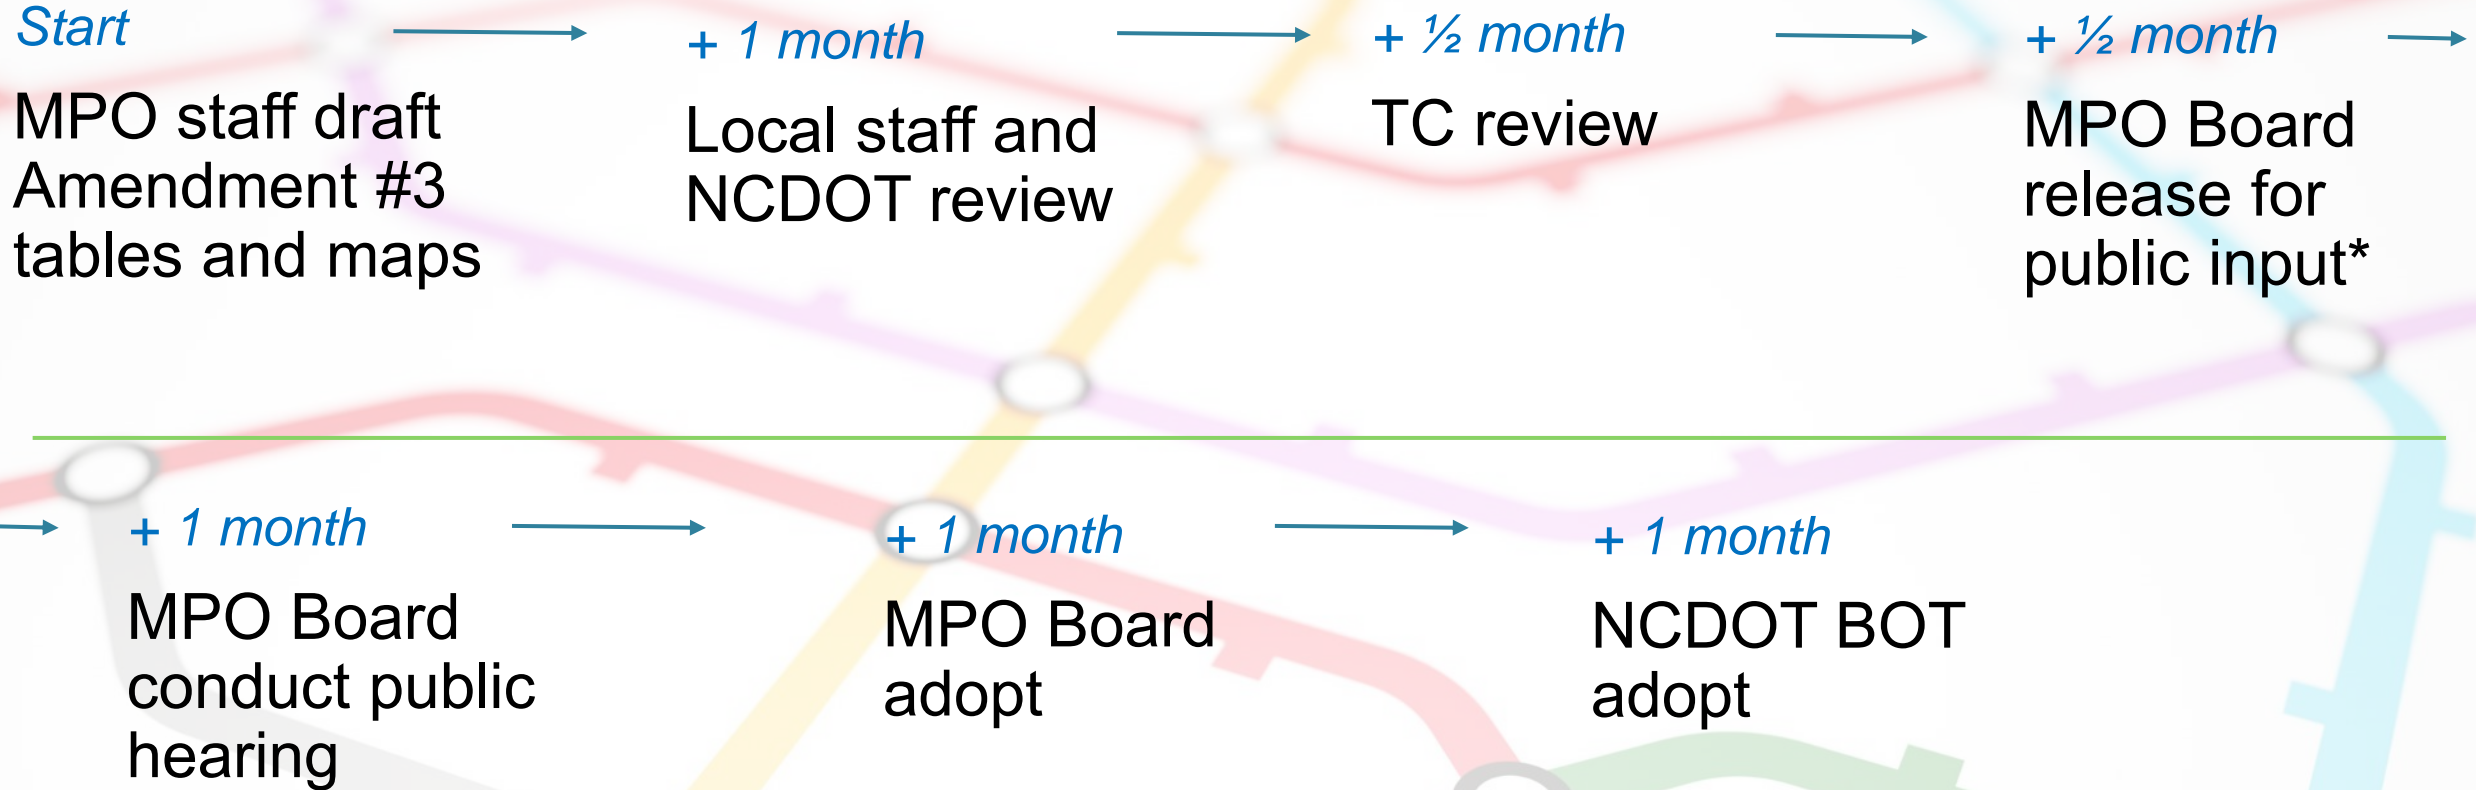 Start
MPO staff draft
Amendment #3
tables and maps
+ 1 month
Local staff and
NCDOT review
+ ½ month
TC review
+ ½ month
MPO Board
release for
public input*
+ 1 month
MPO Board
conduct public
hearing
+ 1 month
MPO Board
adopt
+ 1 month
NCDOT BOT
adopt